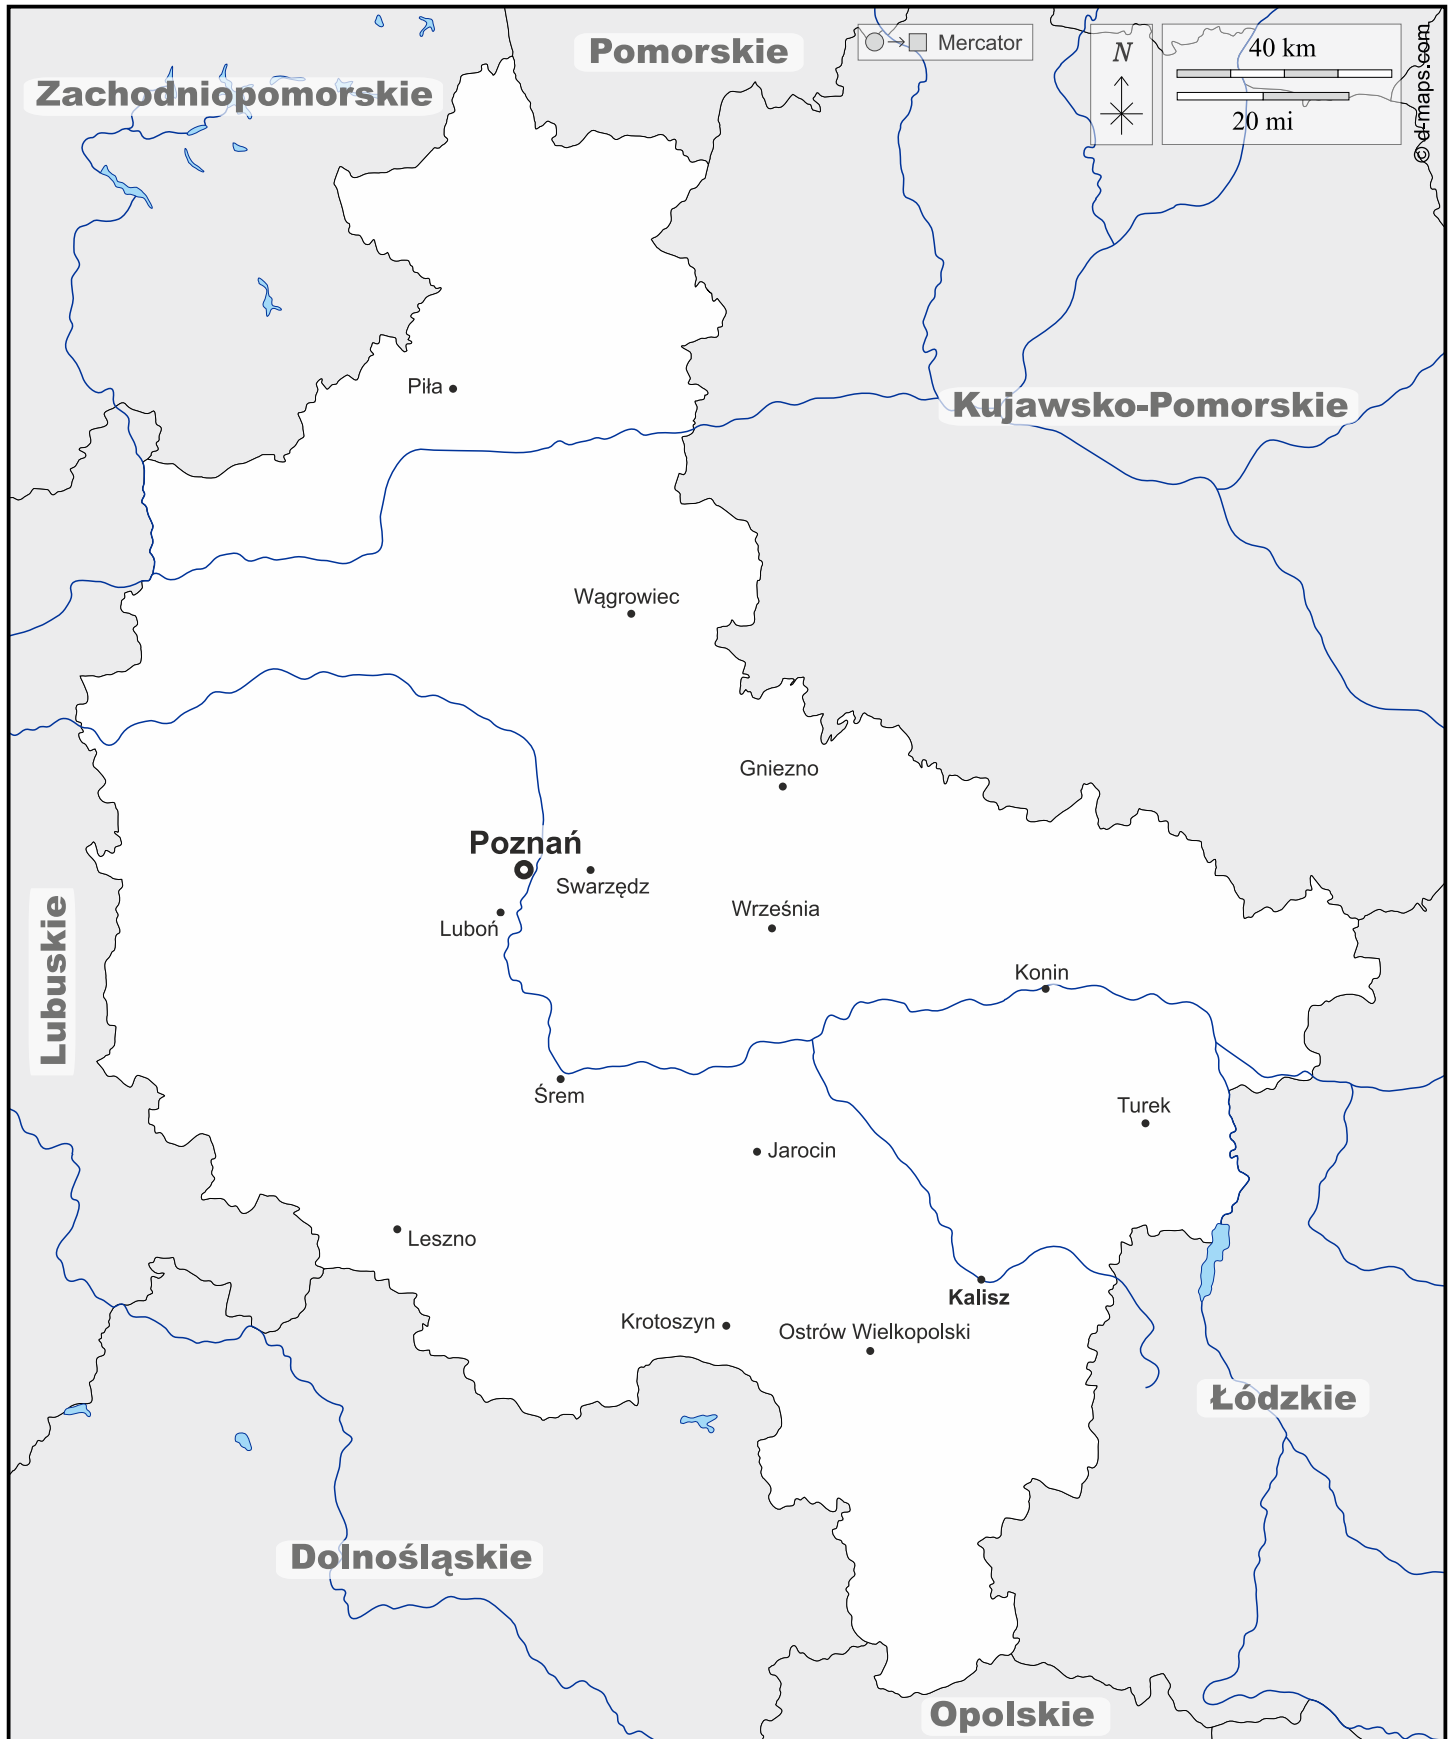 Pomorskie
Mercator
N
40 km
20 mi
© d-maps.com
Zachodniopomorskie
Piła
Kujawsko-Pomorskie
Wągrowiec
Gniezno
Poznań
Swarzędz
Luboń
Września
Lubuskie
Konin
Śrem
Turek
Jarocin
Leszno
Kalisz
Krotoszyn
Ostrów Wielkopolski
Łódzkie
Dolnośląskie
Opolskie